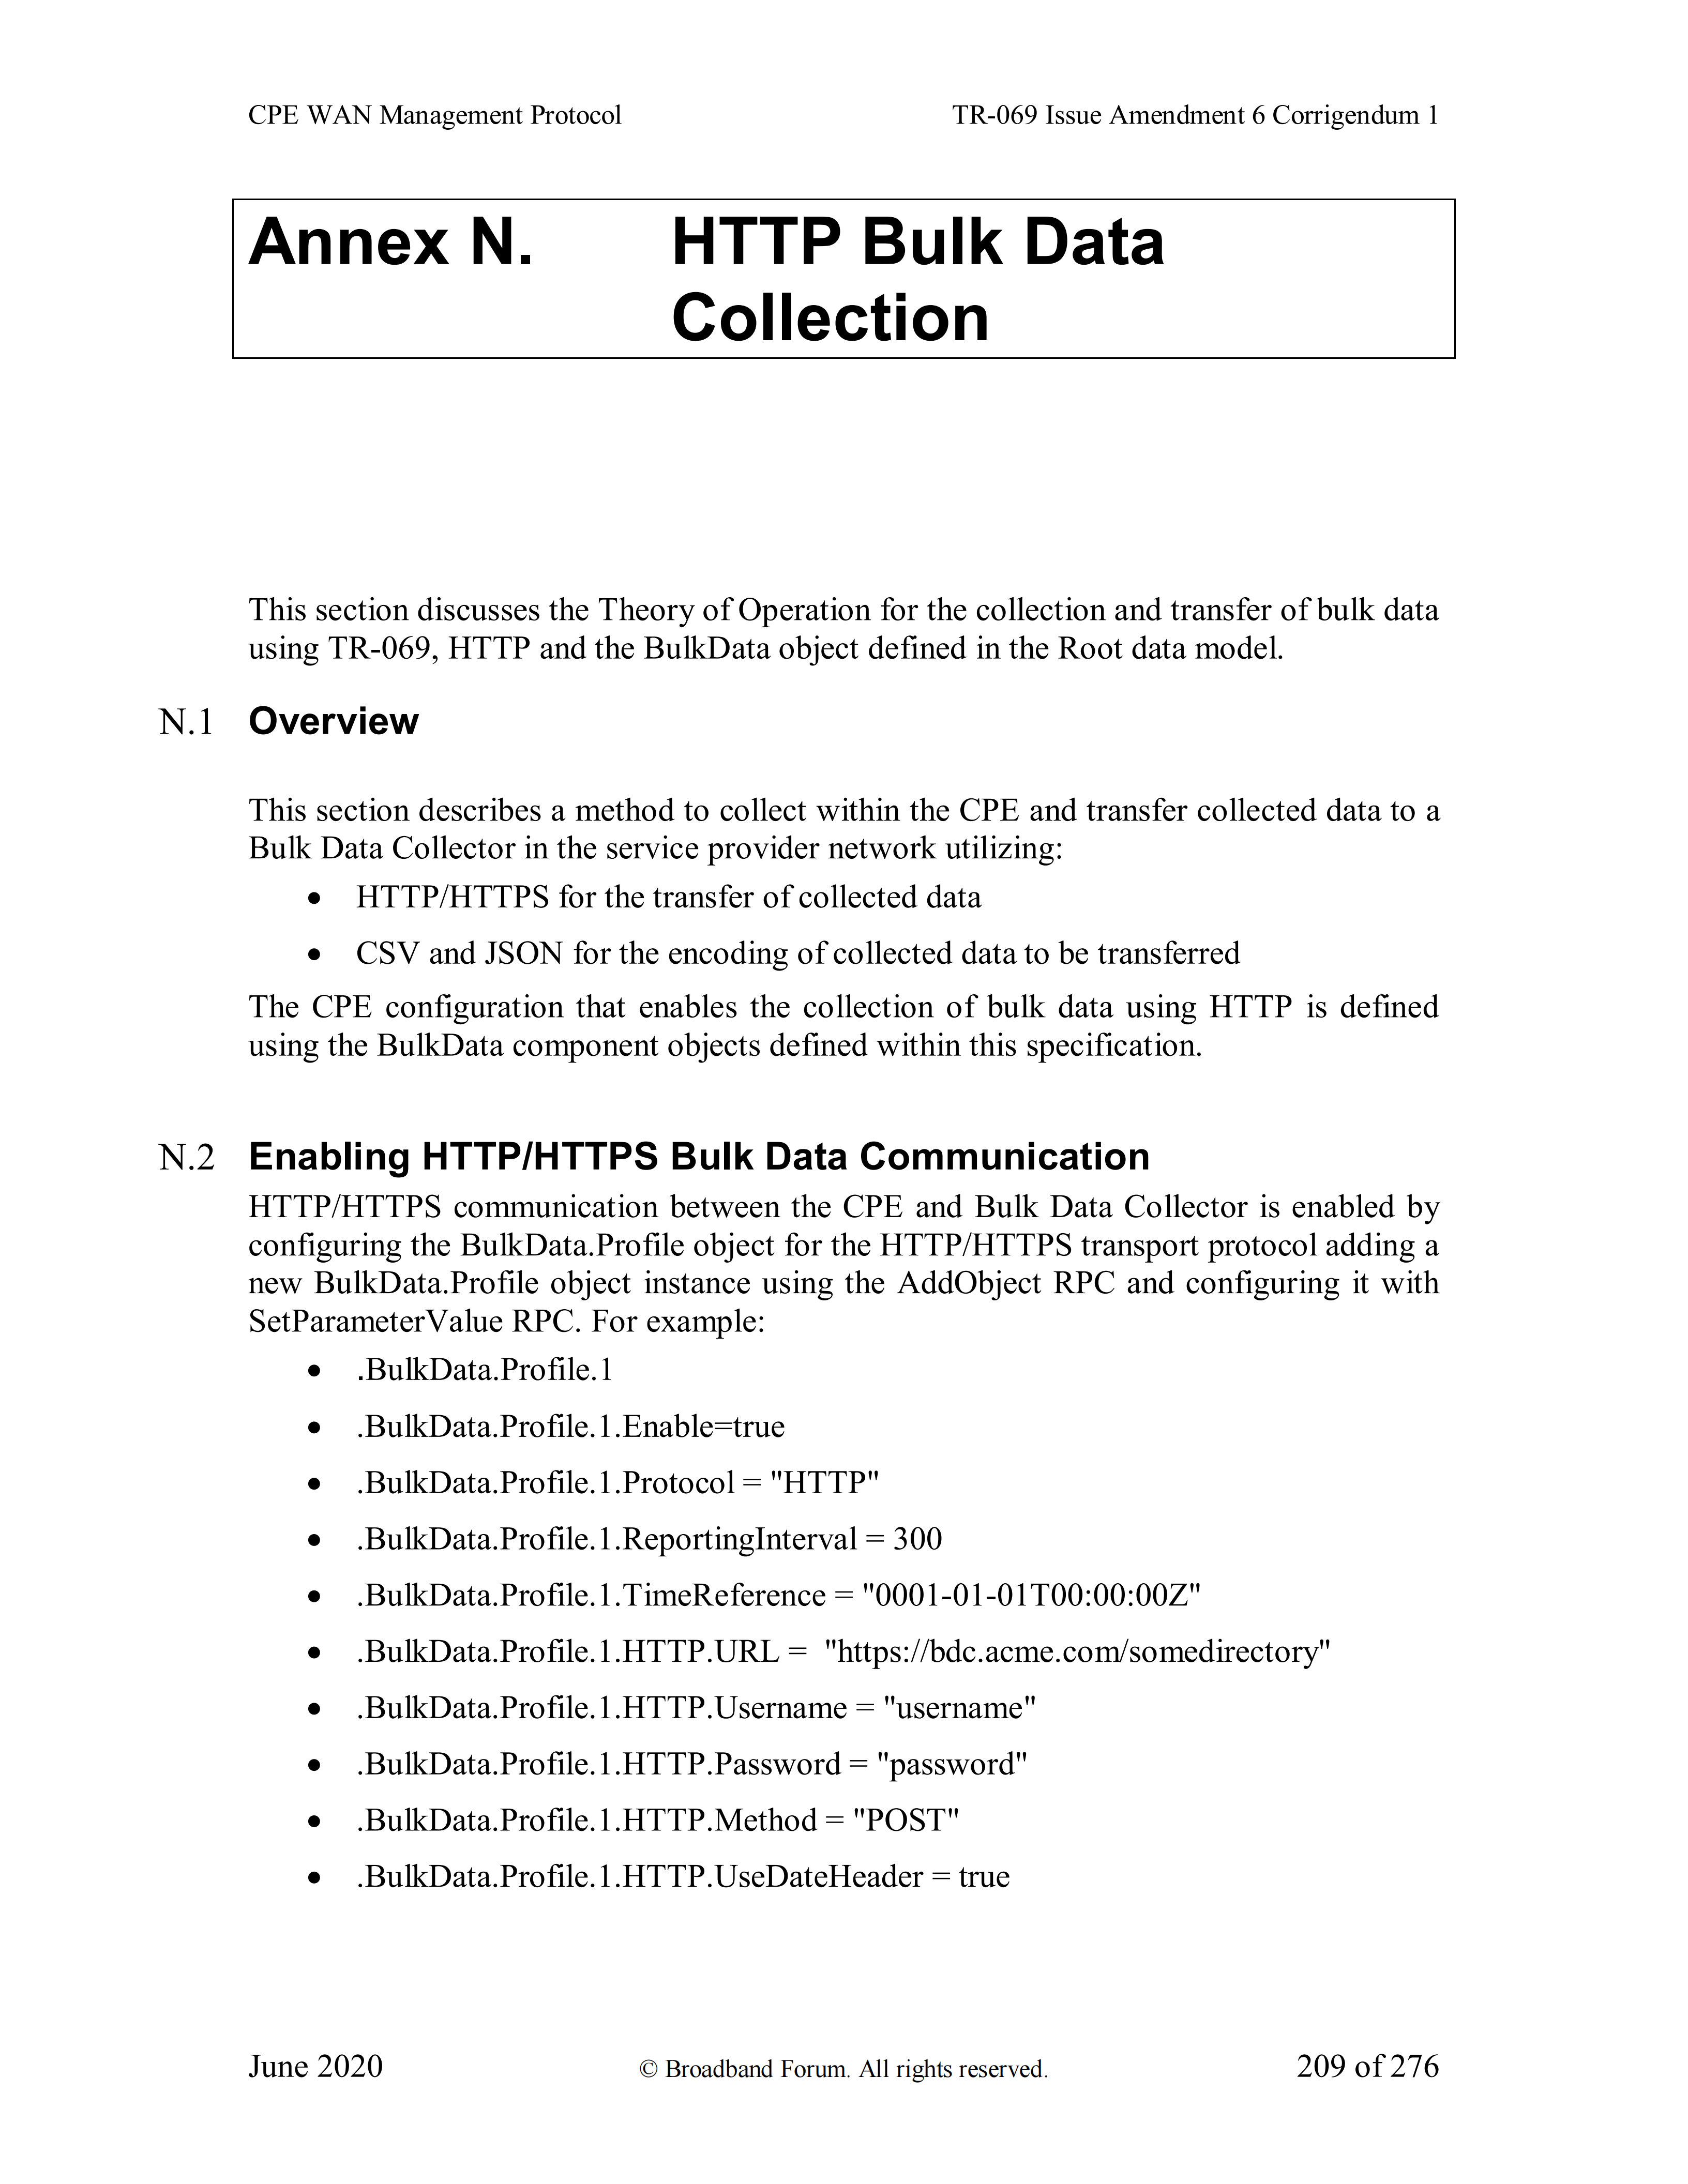 CPE WAN Management Protocol TR-069 Issue Amendment 6 Corrigendum 1
Annex N. HTTP Bulk Data
Collection
This section discusses the Theory of Operation for the collection and transfer of bulk data
using TR-069, HTTP and the BulkData object defined in the Root data model.
N.1 Overview
This section describes a method to collect within the CPE and transfer collected data to a
Bulk Data Collector in the service provider network utilizing:
• HTTP/HTTPS for the transfer of collected data
• CSV and JSON for the encoding of collected data to be transferred
The CPE configuration that enables the collection of bulk data using HTTP is defined
using the BulkData component objects defined within this specification.
N.2 Enabling HTTP/HTTPS Bulk Data Communication
HTTP/HTTPS communication between the CPE and Bulk Data Collector is enabled by
configuring the BulkData.Profile object for the HTTP/HTTPS transport protocol adding a
new BulkData.Profile object instance using the AddObject RPC and configuring it with
SetParameterValue RPC. For example:
• .BulkData.Profile.1
• .BulkData.Profile.1.Enable=true
• .BulkData.Profile.1.Protocol = "HTTP"
• .BulkData.Profile.1.ReportingInterval = 300
• .BulkData.Profile.1.TimeReference = "0001-01-01T00:00:00Z"
• .BulkData.Profile.1.HTTP.URL = "https://bdc.acme.com/somedirectory"
• .BulkData.Profile.1.HTTP.Username = "username"
• .BulkData.Profile.1.HTTP.Password = "password"
• .BulkData.Profile.1.HTTP.Method = "POST"
• .BulkData.Profile.1.HTTP.UseDateHeader = true
June 2020 © Broadband Forum. All rights reserved. 209 of 276